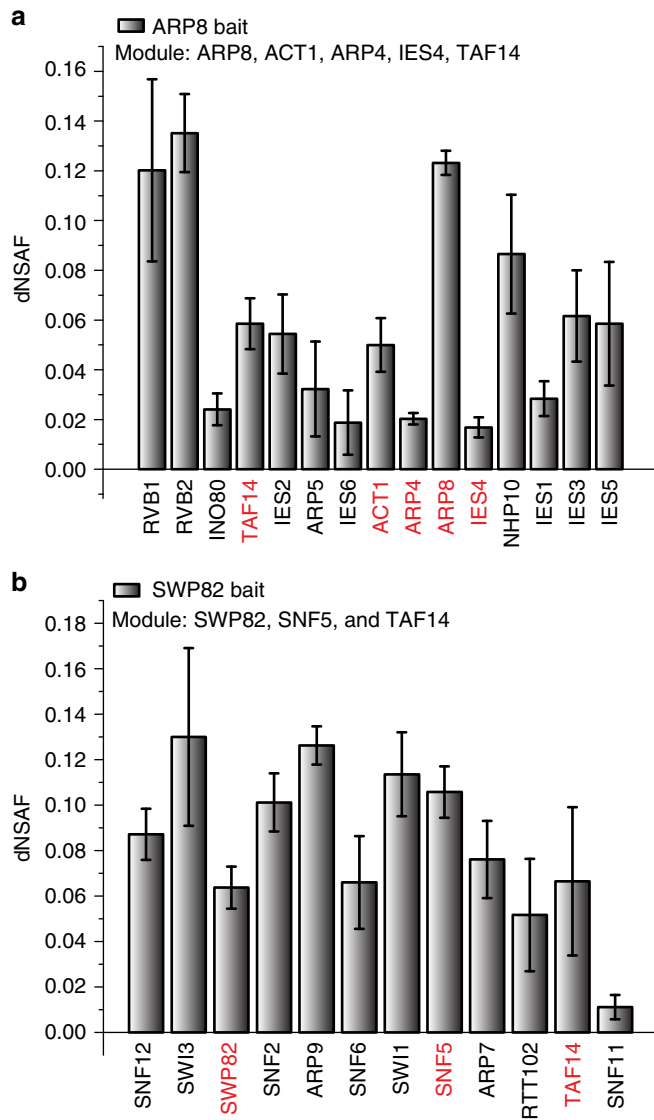 a
ARP8 bait
Module: ARP8, ACT1, ARP4, IES4, TAF14
0.16
0.14
0.12
0.10
0.08
0.06
0.04
0.02
0.00
dNSAF
RVB1
RVB2
INO80
TAF14
IES2
ARP5
IES6
ACT1
ARP4
ARP8
IES4
NHP10
IES1
IES3
IES5
b
SWP82 bait
Module: SWP82, SNF5, and TAF14
0.18
0.16
0.14
0.12
0.10
0.08
0.06
0.04
0.02
0.00
dNSAF
SNF12
SWI3
SWP82
SNF2
ARP9
SNF6
SWI1
SNF5
ARP7
RTT102
TAF14
SNF11